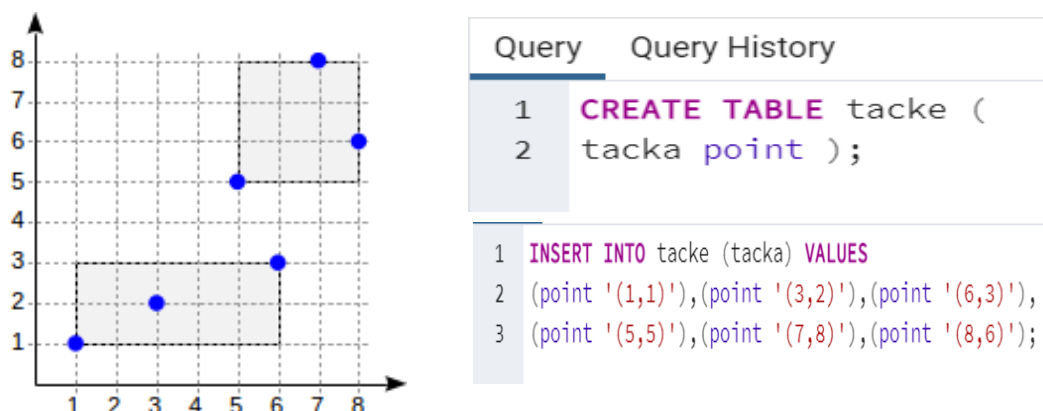 8
7
6
5
4
3
2
1
1 2 3 4 5 6 7 8
Query Query History
1 CREATE TABLE tacke (
2 tacka point );
1 INSERT INTO tacke (tacka) VALUES
2 (point '(1,1)'),(point '(3,2)'),(point '(6,3)'),
3 (point '(5,5)'),(point '(7,8)'),(point '(8,6)');